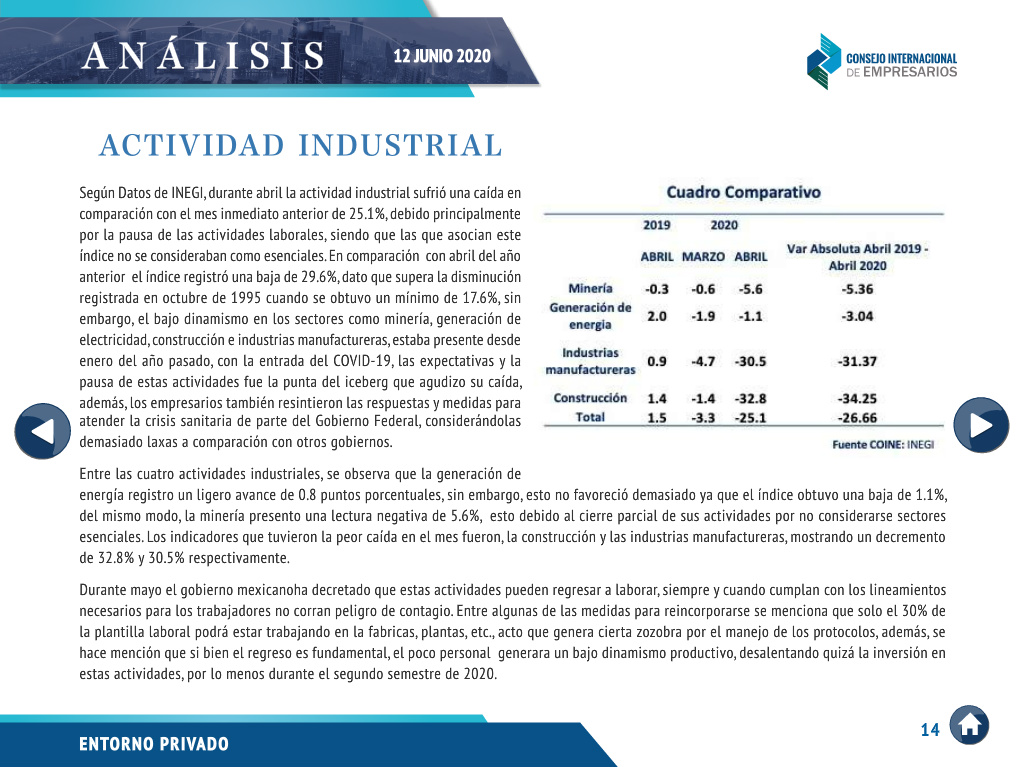 ANÁLISIS
12 JUNIO 2020
CONSEJO INTERNACIONAL
DE EMPRESARIOS
ACTIVIDAD INDUSTRIAL
Según Datos de INEGI, durante abril la actividad industrial sufrió una caída en
comparación con el mes inmediato anterior de 25.1%, debido principalmente
por la pausa de las actividades laborales, siendo que las que asocian este
índice no se consideraban como esenciales. En comparación con abril del año
anterior el índice registró una baja de 29.6%, dato que supera la disminución
registrada en octubre de 1995 cuando se obtuvo un mínimo de 17.6%, sin
embargo, el bajo dinamismo en los sectores como minería, generación de
electricidad, construcción e industrias manufactureras, estaba presente desde
enero del año pasado, con la entrada del COVID-19, las expectativas y la
pausa de estas actividades fue la punta del iceberg que agudizo su caída,
además, los empresarios también resintieron las respuestas y medidas para
atender la crisis sanitaria de parte del Gobierno Federal, considerándolas
demasiado laxas a comparación con otros gobiernos.
Cuadro Comparativo
2019 2020
ABRIL MARZO ABRIL Var Absoluta Abril 2019 -
Abril 2020
Minería -0.3 -0.6 -5.6 -5.36
Generación de
energia 2.0 -1.9 -1.1 -3.04
Industrias
manufactureras 0.9 -4.7 -30.5 -31.37
Construcción 1.4 -1.4 -32.8 -34.25
Total 1.5 -3.3 -25.1 -26.66
Fuente COINE: INEGI
Entre las cuatro actividades industriales, se observa que la generación de
energía registro un ligero avance de 0.8 puntos porcentuales, sin embargo, esto no favoreció demasiado ya que el índice obtuvo una baja de 1.1%,
del mismo modo, la minería presento una lectura negativa de 5.6%, esto debido al cierre parcial de sus actividades por no considerarse sectores
esenciales. Los indicadores que tuvieron la peor caída en el mes fueron, la construcción y las industrias manufactureras, mostrando un decremento
de 32.8% y 30.5% respectivamente.
Durante mayo el gobierno mexicanoha decretado que estas actividades pueden regresar a laborar, siempre y cuando cumplan con los lineamientos
necesarios para los trabajadores no corran peligro de contagio. Entre algunas de las medidas para reincorporarse se menciona que solo el 30% de
la plantilla laboral podrá estar trabajando en la fabricas, plantas, etc., acto que genera cierta zozobra por el manejo de los protocolos, además, se
hace mención que si bien el regreso es fundamental, el poco personal generara un bajo dinamismo productivo, desalentando quizá la inversión en
estas actividades, por lo menos durante el segundo semestre de 2020.
ENTORNO PRIVADO
14